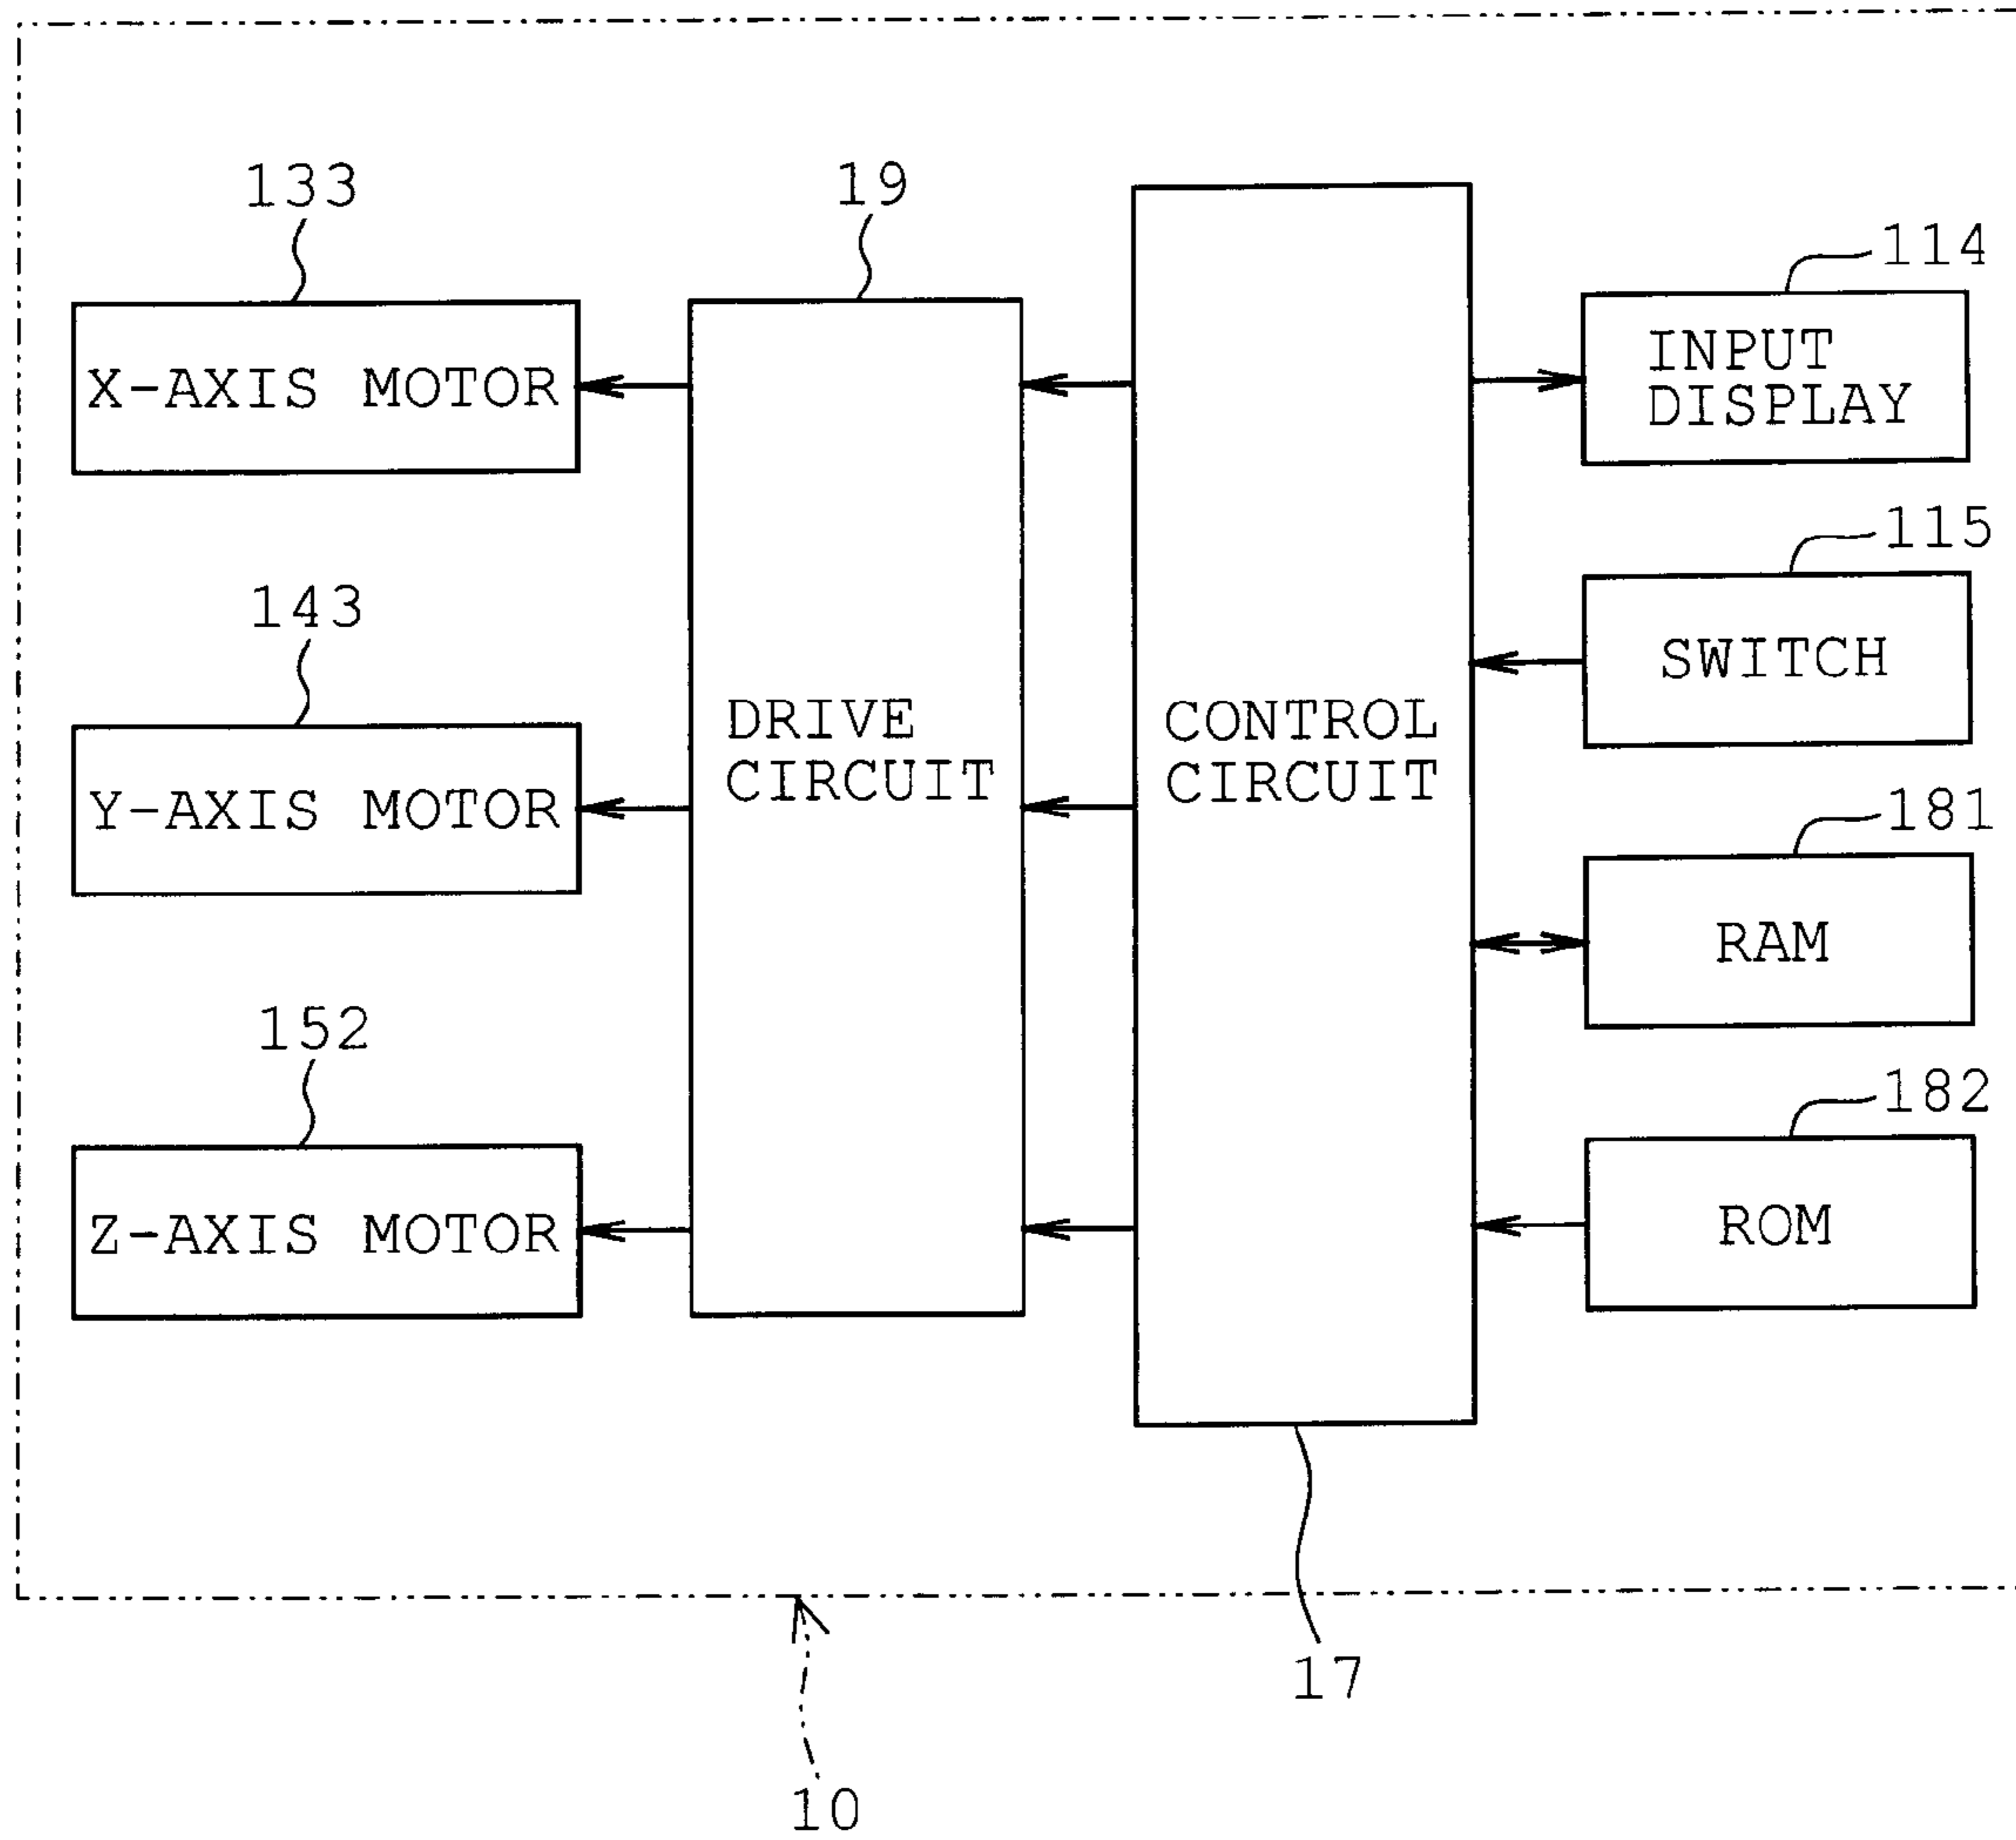 133
19
114
X-AXIS MOTOR
INPUT
DISPLAY
115
SWITCH
143
Y-AXIS MOTOR
DRIVE
CIRCUIT
CONTROL
CIRCUIT
181
RAM
152
Z-AXIS MOTOR
182
ROM
17
10